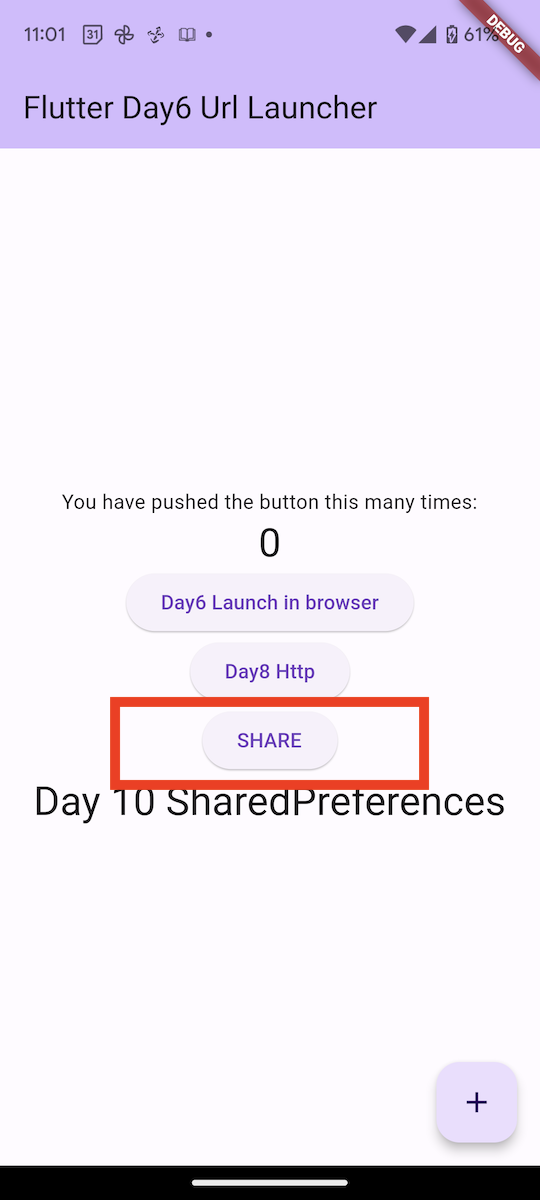 11:01 31 61%
DEBUG
Flutter Day6 Url Launcher
You have pushed the button this many times:
0
Day6 Launch in browser
Day8 Http
SHARE
Day 10 SharedPreferences
+